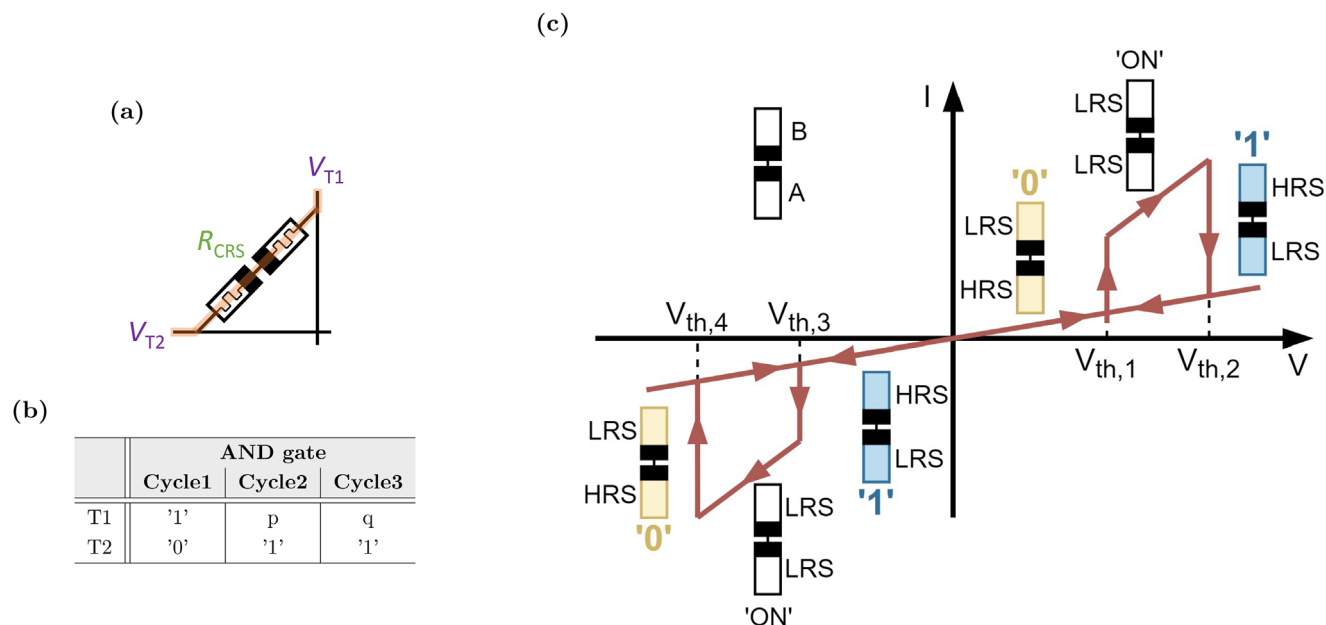 (a)
V_T1
R_CRS
V_T2
(b)
AND gate
Cycle1 Cycle2 Cycle3
T1 '1' p q
T2 '0' '1' '1'
(c)
I
V
B
A
'ON'
LRS
LRS
'1'
HRS
LRS
'0'
LRS
HRS
V_th,4
V_th,3
V_th,1
V_th,2
LRS
HRS
'0'
HRS
LRS
'1'
LRS
LRS
'ON'